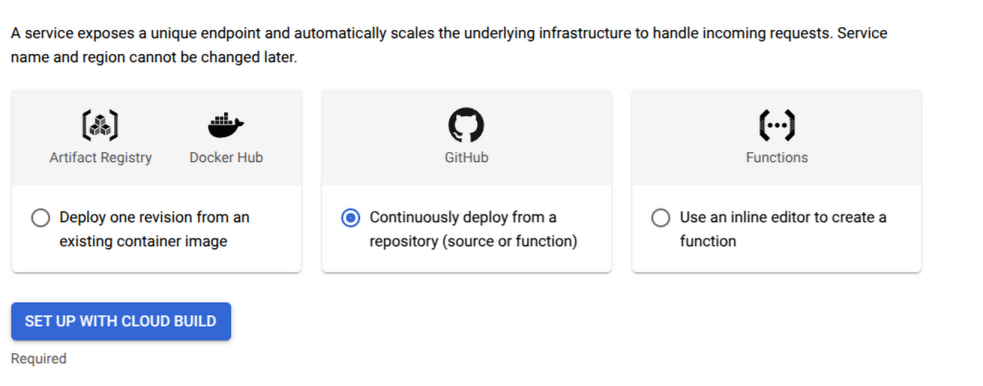 A service exposes a unique endpoint and automatically scales the underlying infrastructure to handle incoming requests. Service
name and region cannot be changed later.
Artifact Registry
Docker Hub
GitHub
Functions
Deploy one revision from an
existing container image
Continuously deploy from a
repository (source or function)
Use an inline editor to create a
function
SET UP WITH CLOUD BUILD
Required